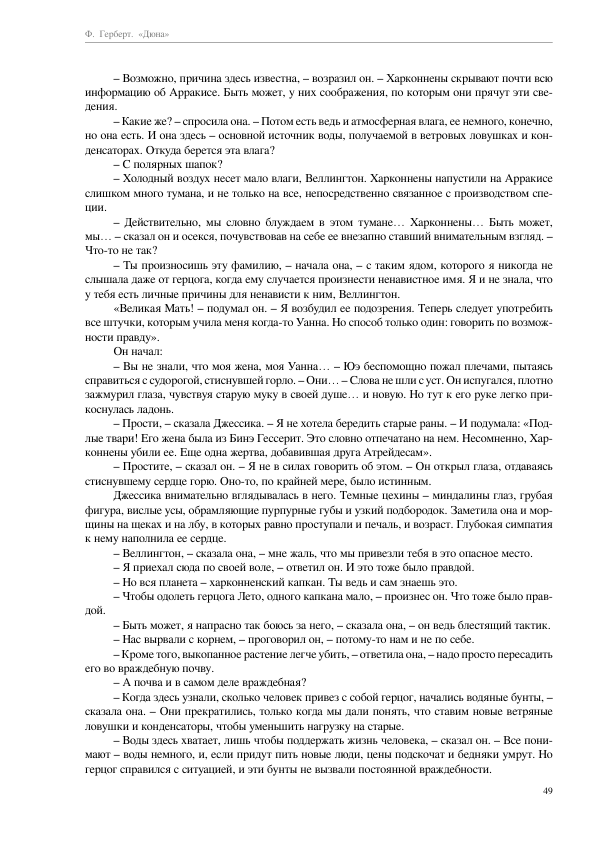 Ф. Герберт. «Дюна»
– Возможно, причина здесь известна, – возразил он. – Харконнены скрывают почти всю
информацию об Арракисе. Быть может, у них соображения, по которым они прячут эти све-
дения.
– Какие же? – спросила она. – Потом есть ведь и атмосферная влага, ее немного, конечно,
но она есть. И она здесь – основной источник воды, получаемой в ветровых ловушках и кон-
денсаторах. Откуда берется эта влага?
– С полярных шапок?
– Холодный воздух несет мало влаги, Веллингтон. Харконнены напустили на Арракисе
слишком много тумана, и не только на все, непосредственно связанное с производством спе-
ции.
– Действительно, мы словно блуждаем в этом тумане… Харконнены… Быть может,
мы… – сказал он и осекся, почувствовав на себе ее внезапно ставший внимательным взгляд. –
Что-то не так?
– Ты произносишь эту фамилию, – начала она, – с таким ядом, которого я никогда не
слышала даже от герцога, когда ему случается произнести ненавистное имя. Я и не знала, что
у тебя есть личные причины для ненависти к ним, Веллингтон.
«Великая Мать! – подумал он. – Я возбудил ее подозрения. Теперь следует употребить
все штучки, которым учила меня когда-то Уанна. Но способ только один: говорить по возмож-
ности правду».
Он начал:
– Вы не знали, что моя жена, моя Уанна… – Юэ беспомощно пожал плечами, пытаясь
справиться с судорогой, стиснувшей горло. – Они… – Слова не шли с уст. Он испугался, плотно
зажмурил глаза, чувствуя старую муку в своей душе… и новую. Но тут к его руке легко при-
коснулась ладонь.
– Прости, – сказала Джессика. – Я не хотела бередить старые раны. – И подумала: «Под-
лые твари! Его жена была из Бинэ Гессерит. Это словно отпечатано на нем. Несомненно, Хар-
коннены убили ее. Еще одна жертва, добавившая друга Атрейдесам».
– Простите, – сказал он. – Я не в силах говорить об этом. – Он открыл глаза, отдаваясь
стиснувшему сердце горю. Оно-то, по крайней мере, было истинным.
Джессика внимательно вглядывалась в него. Темные цехины – миндалины глаз, грубая
фигура, вислые усы, обрамляющие пурпурные губы и узкий подбородок. Заметила она и мор-
щины на щеках и на лбу, в которых равно проступали и печаль, и возраст. Глубокая симпатия
к нему наполнила ее сердце.
– Веллингтон, – сказала она, – мне жаль, что мы привезли тебя в это опасное место.
– Я приехал сюда по своей воле, – ответил он. И это тоже было правдой.
– Но вся планета – харконненский капкан. Ты ведь и сам знаешь это.
– Чтобы одолеть герцога Лето, одного капкана мало, – произнес он. Что тоже было прав-
дой.
– Быть может, я напрасно так боюсь за него, – сказала она, – он ведь блестящий тактик.
– Нас вырвали с корнем, – проговорил он, – потому-то нам и не по себе.
– Кроме того, выкопанное растение легче убить, – ответила она, – надо просто пересадить
его во враждебную почву.
– А почва и в самом деле враждебная?
– Когда здесь узнали, сколько человек привез с собой герцог, начались водяные бунты, –
сказала она. – Они прекратились, только когда мы дали понять, что ставим новые ветряные
ловушки и конденсаторы, чтобы уменьшить нагрузку на старые.
– Воды здесь хватает, лишь чтобы поддержать жизнь человека, – сказал он. – Все пони-
мают – воды немного, и, если придут пить новые люди, цены подскочат и бедняки умрут. Но
герцог справился с ситуацией, и эти бунты не вызвали постоянной враждебности.
49